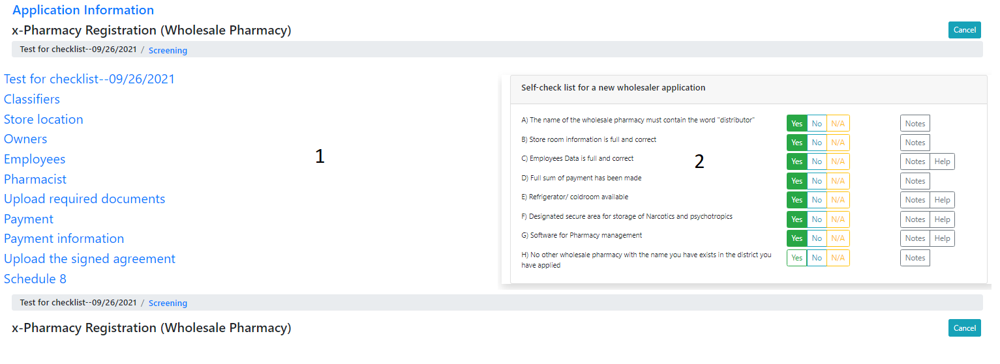 Application Information
x-Pharmacy Registration (Wholesale Pharmacy)
Cancel
Test for checklist--09/26/2021 / Screening
Test for checklist--09/26/2021
Classifiers
Store location
Owners
Employees
Pharmacist
Upload required documents
Payment
Payment information
Upload the signed agreement
Schedule 8
1
Self-check list for a new wholesaler application
A) The name of the wholesale pharmacy must contain the word "distributor" Yes No N/A Notes
B) Store room information is full and correct Yes No N/A Notes
C) Employees Data is full and correct Yes No N/A Notes Help
2
D) Full sum of payment has been made Yes No N/A Notes
E) Refrigerator/ coldroom available Yes No N/A Notes Help
F) Designated secure area for storage of Narcotics and psychotropics Yes No N/A Notes Help
G) Software for Pharmacy management Yes No N/A Notes Help
H) No other wholesale pharmacy with the name you have exists in the district you Yes No N/A Notes
have applied
Test for checklist--09/26/2021 / Screening
x-Pharmacy Registration (Wholesale Pharmacy)
Cancel